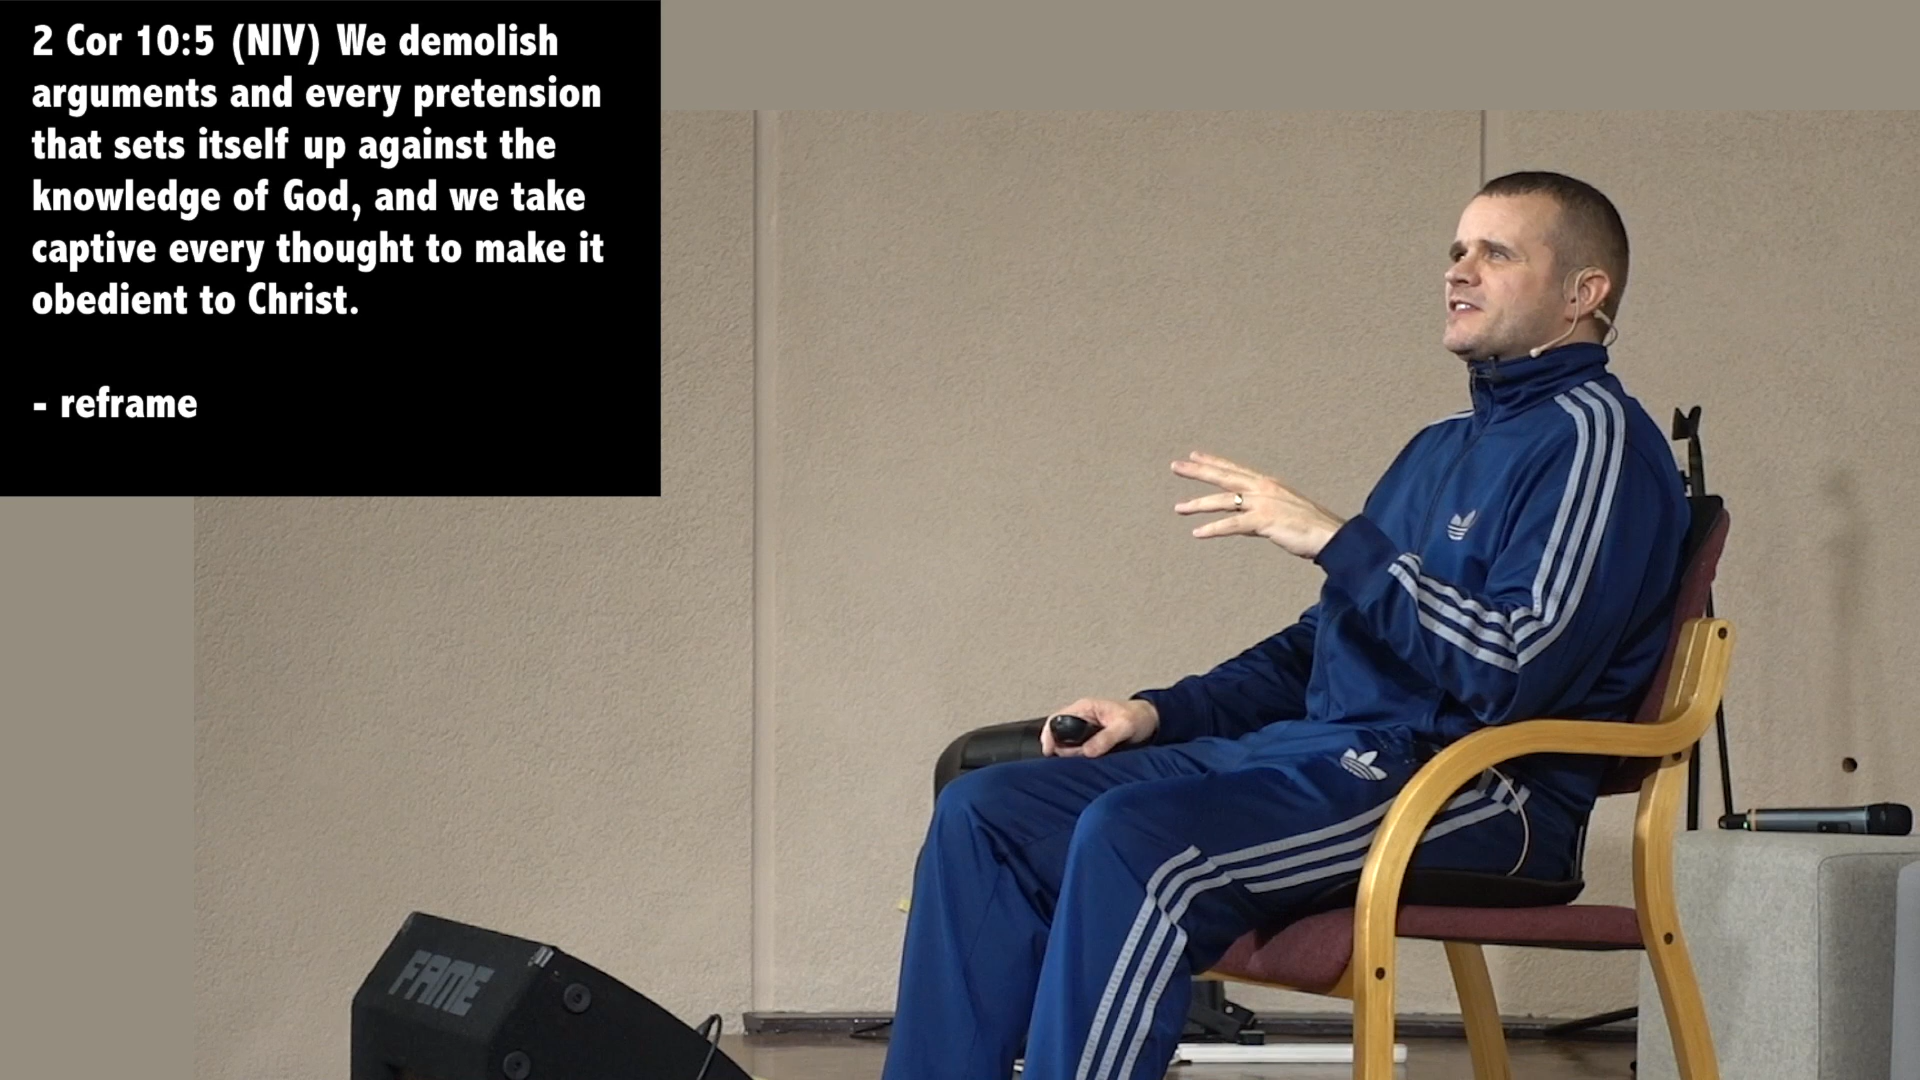 2 Cor 10:5 (NIV) We demolish
arguments and every pretension
that sets itself up against the
knowledge of God, and we take
captive every thought to make it
obedient to Christ.
- reframe
FAME